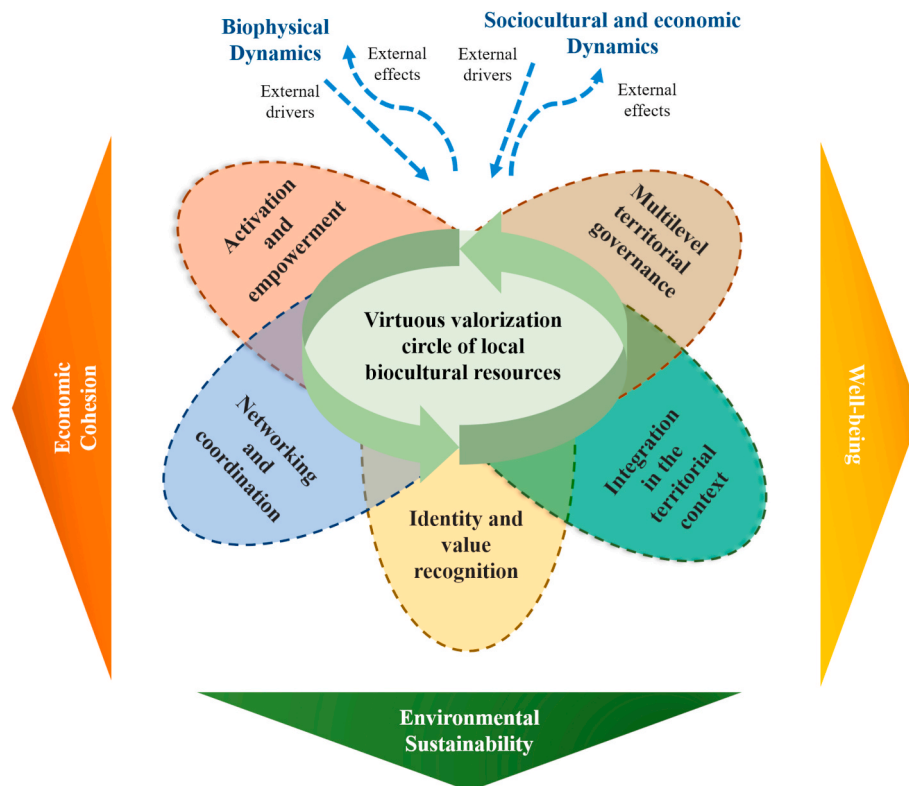 Biophysical
Dynamics
Sociocultural and economic
Dynamics
External
effects
External
drivers
External
drivers
External
effects
Activation
and
empowerment
Multilevel
territorial
governance
Virtuous valorization
circle of local
biocultural resources
Networking
and
coordination
Identity and
value
recognition
Integration
in the
territorial
context
Economic
Cohesion
Well-being
Environmental
Sustainability